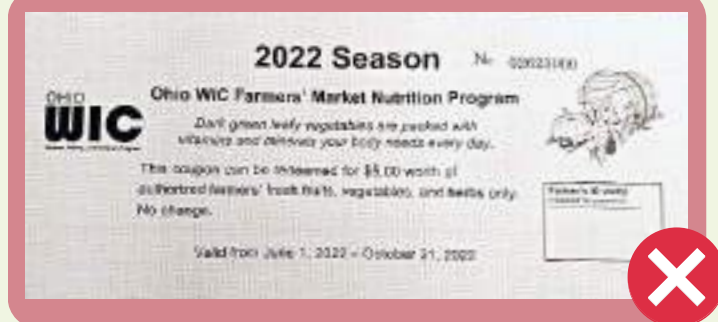 2022 Season
No
OHIO
WIC
Ohio WIC Farmers' Market Nutrition Program
Dark green leafy vegetables are packed with
vitamins and minerals your body needs every day.
This coupon can be redeemed for $5.00 worth of
authorized farmers' fresh fruits, vegetables, and herbs only.
No change.
Valid from June 1, 2022 – October 31, 2022